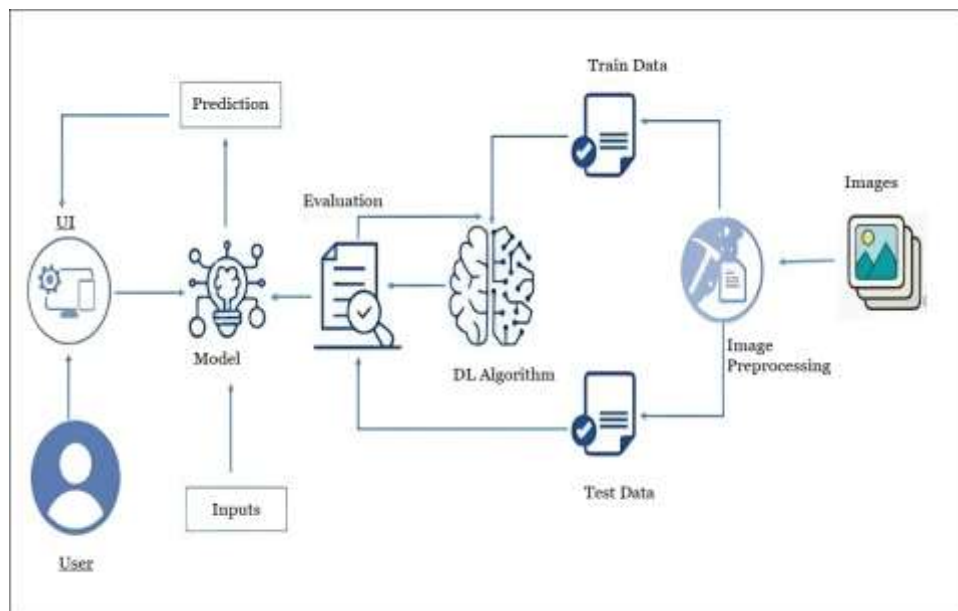 Train Data
Prediction
Images
Evaluation
UI
Image
Preprocessing
Model
DL Algorithm
Inputs
Test Data
User